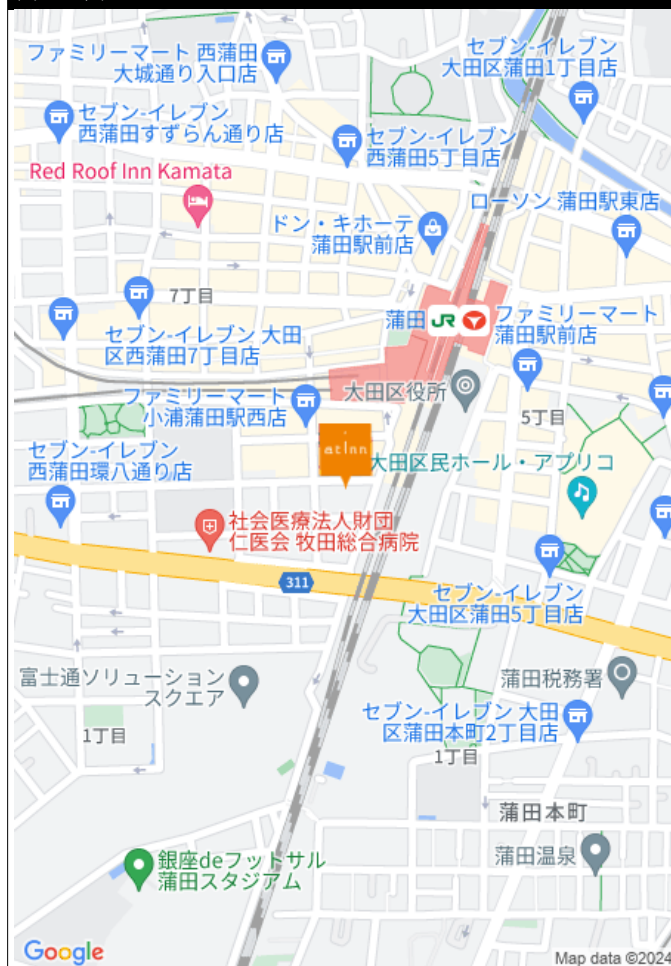 ファミリーマート 西蒲田
大城通り入口店
セブン-イレブン
大田区蒲田1丁目店
セブン-イレブン
西蒲田すずらん通り店
セブン-イレブン
西蒲田5丁目店
Red Roof Inn Kamata
ローソン 蒲田駅東店
ドン・キホーテ
蒲田駅前店
7丁目
蒲田 JR
ファミリーマート
蒲田駅前店
セブン-イレブン 大田
区西蒲田7丁目店
大田区役所
ファミリーマート
小浦蒲田駅西店
5丁目
セブン-イレブン
西蒲田環八通り店
at inn
大田区民ホール・アプリコ
社会医療法人財団
仁医会 牧田総合病院
311
セブン-イレブン
大田区蒲田5丁目店
富士通ソリューション
スクエア
蒲田税務署
セブン-イレブン 大田
区蒲田本町2丁目店
1丁目
1丁目
蒲田本町
蒲田温泉
銀座deフットサル
蒲田スタジアム
Google
Map data ©2024